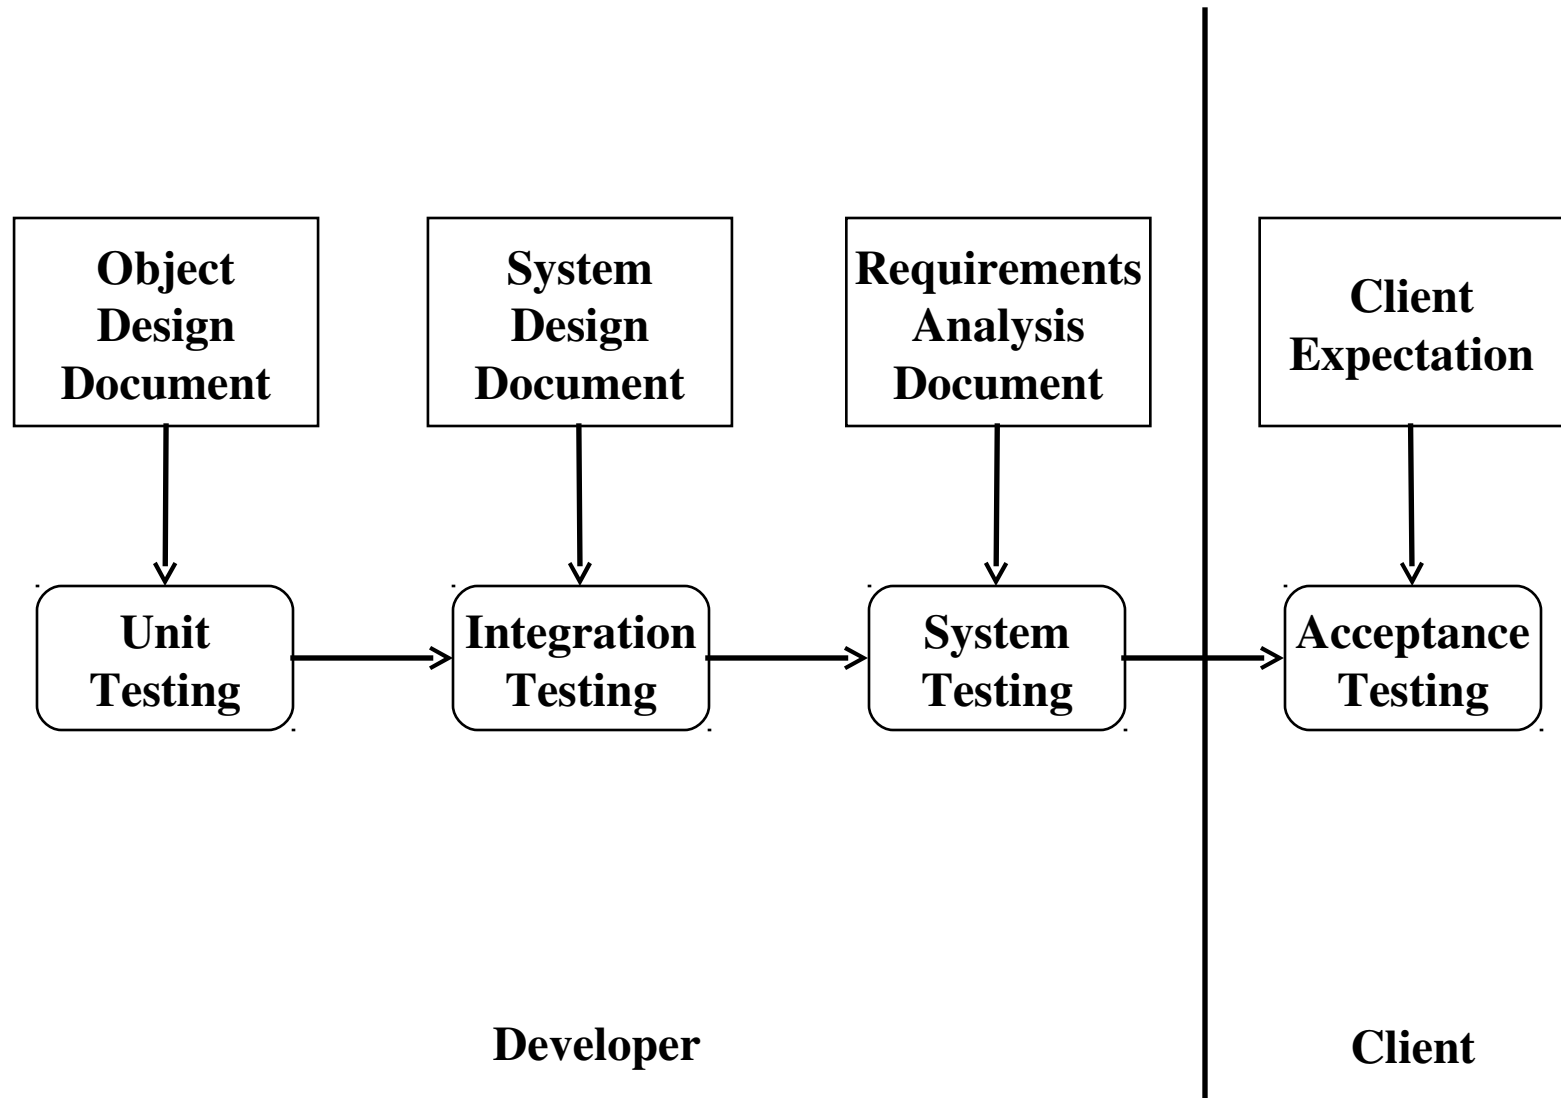 Object
Design
Document
System
Design
Document
Requirements
Analysis
Document
Client
Expectation
Unit
Testing
Integration
Testing
System
Testing
Acceptance
Testing
Developer
Client